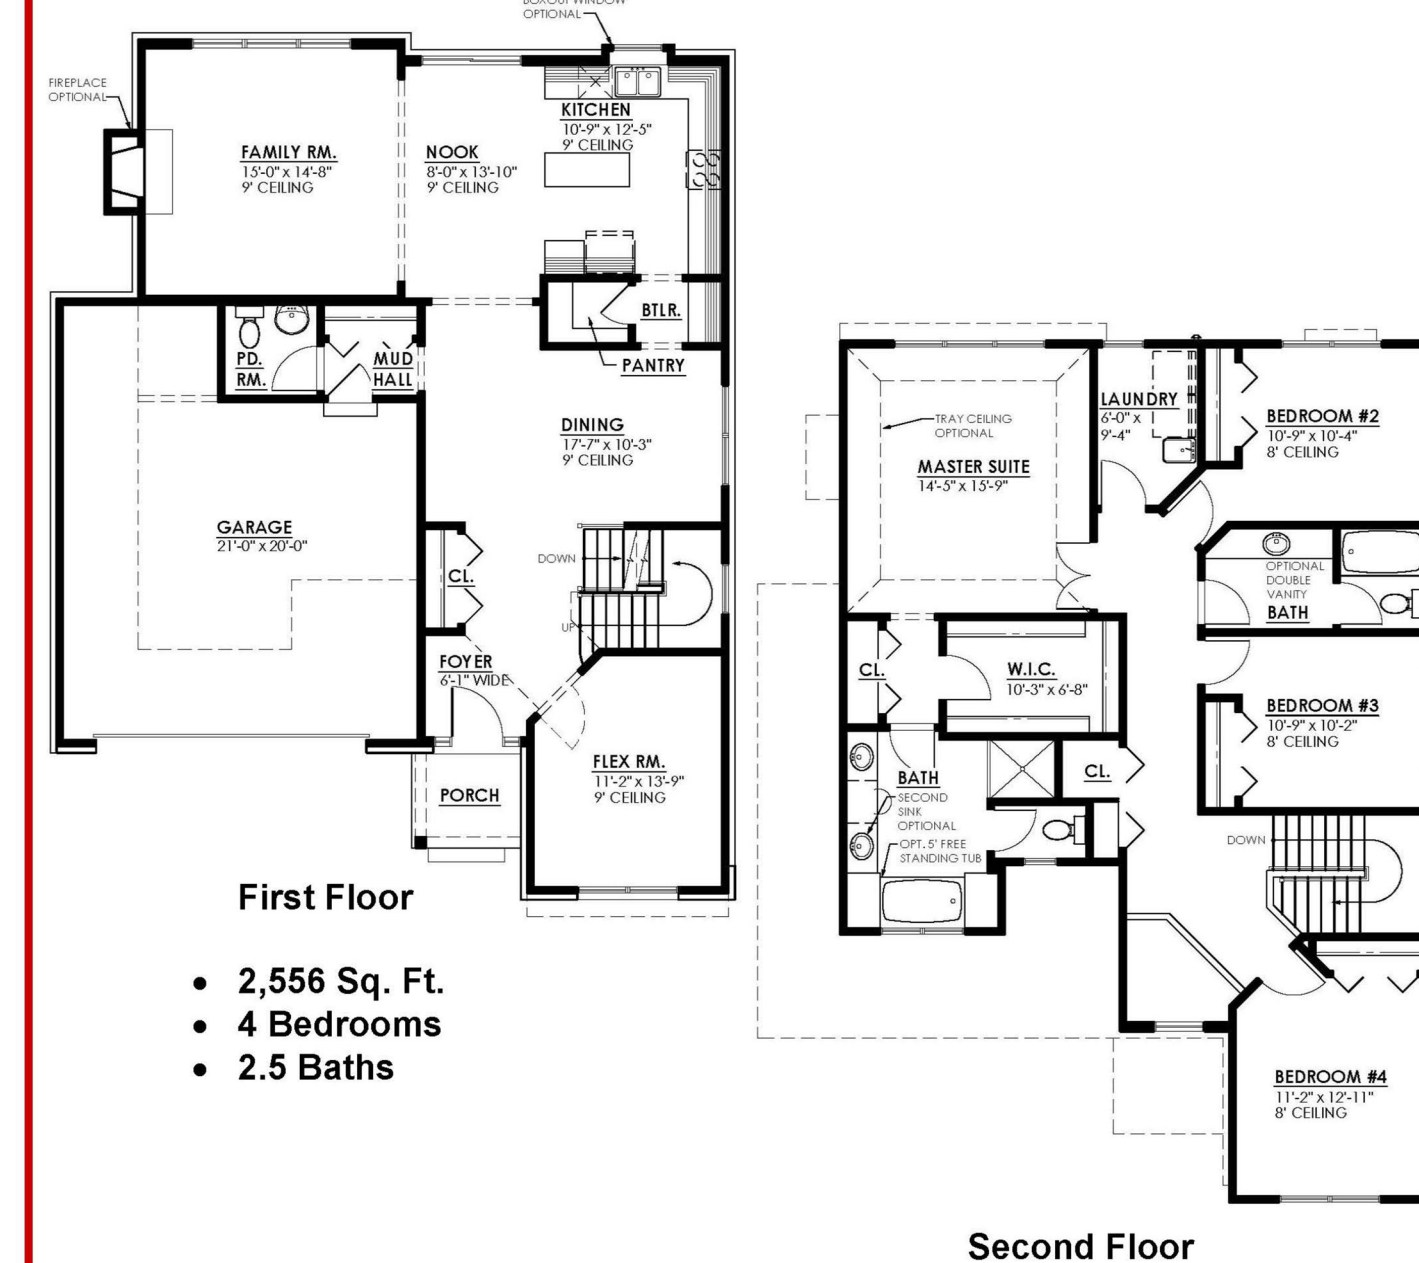 BOXOUT WINDOW
OPTIONAL
FIREPLACE
OPTIONAL
FAMILY RM.
15'-0" x 14'-8"
9' CEILING
NOOK
8'-0" x 13'-10"
9' CEILING
KITCHEN
10'-9" x 12'-5"
9' CEILING
BTLR.
PANTRY
PD.
RM.
MUD
HALL
DINING
17'-7" x 10'-3"
9' CEILING
GARAGE
21'-0" x 20'-0"
CL.
DOWN
UP
FOYER
6'-1" WIDE
FLEX RM.
11'-2" x 13'-9"
9' CEILING
PORCH
First Floor
• 2,556 Sq. Ft.
• 4 Bedrooms
• 2.5 Baths
TRAY CEILING
OPTIONAL
MASTER SUITE
14'-5" x 15'-9"
LAUNDRY
6'-0" x
9'-4"
BEDROOM #2
10'-9" x 10'-4"
8' CEILING
OPTIONAL
DOUBLE
VANITY
BATH
CL.
W.I.C.
10'-3" x 6'-8"
BEDROOM #3
10'-9" x 10'-2"
8' CEILING
BATH
SECOND
SINK
OPTIONAL
OPT. 5' FREE
STANDING TUB
CL.
DOWN
BEDROOM #4
11'-2" x 12'-11"
8' CEILING
Second Floor